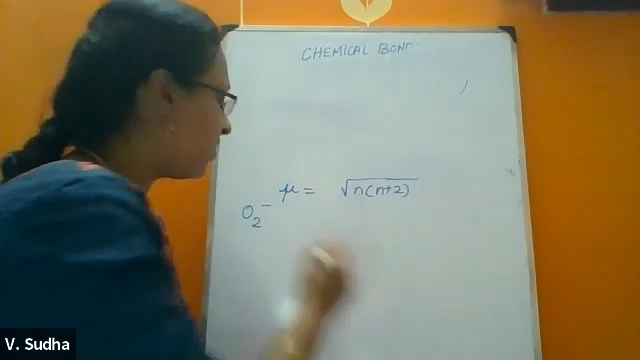 CHEMICAL BOND
μ = √n(n+2)
O₂⁻
V. Sudha